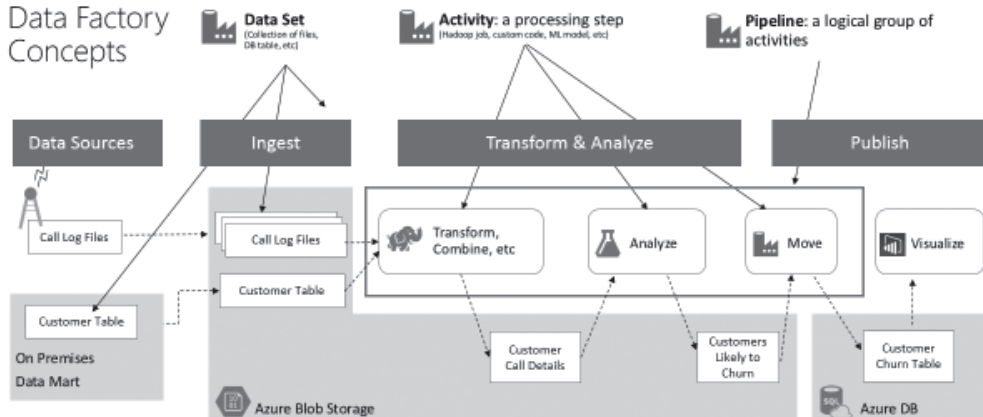 Data Factory
Concepts
Data Set
(Collection of files,
DB table, etc)
Activity: a processing step
(Hadoop job, custom code, ML model, etc)
Pipeline: a logical group of
activities
Data Sources
Ingest
Transform & Analyze
Publish
Call Log Files
Call Log Files
Transform,
Combine, etc
Analyze
Move
Visualize
Customer Table
Customer Table
On Premises
Data Mart
Customer
Call Details
Customers
Likely to
Churn
Customer
Churn Table
Azure Blob Storage
SQL
Azure DB